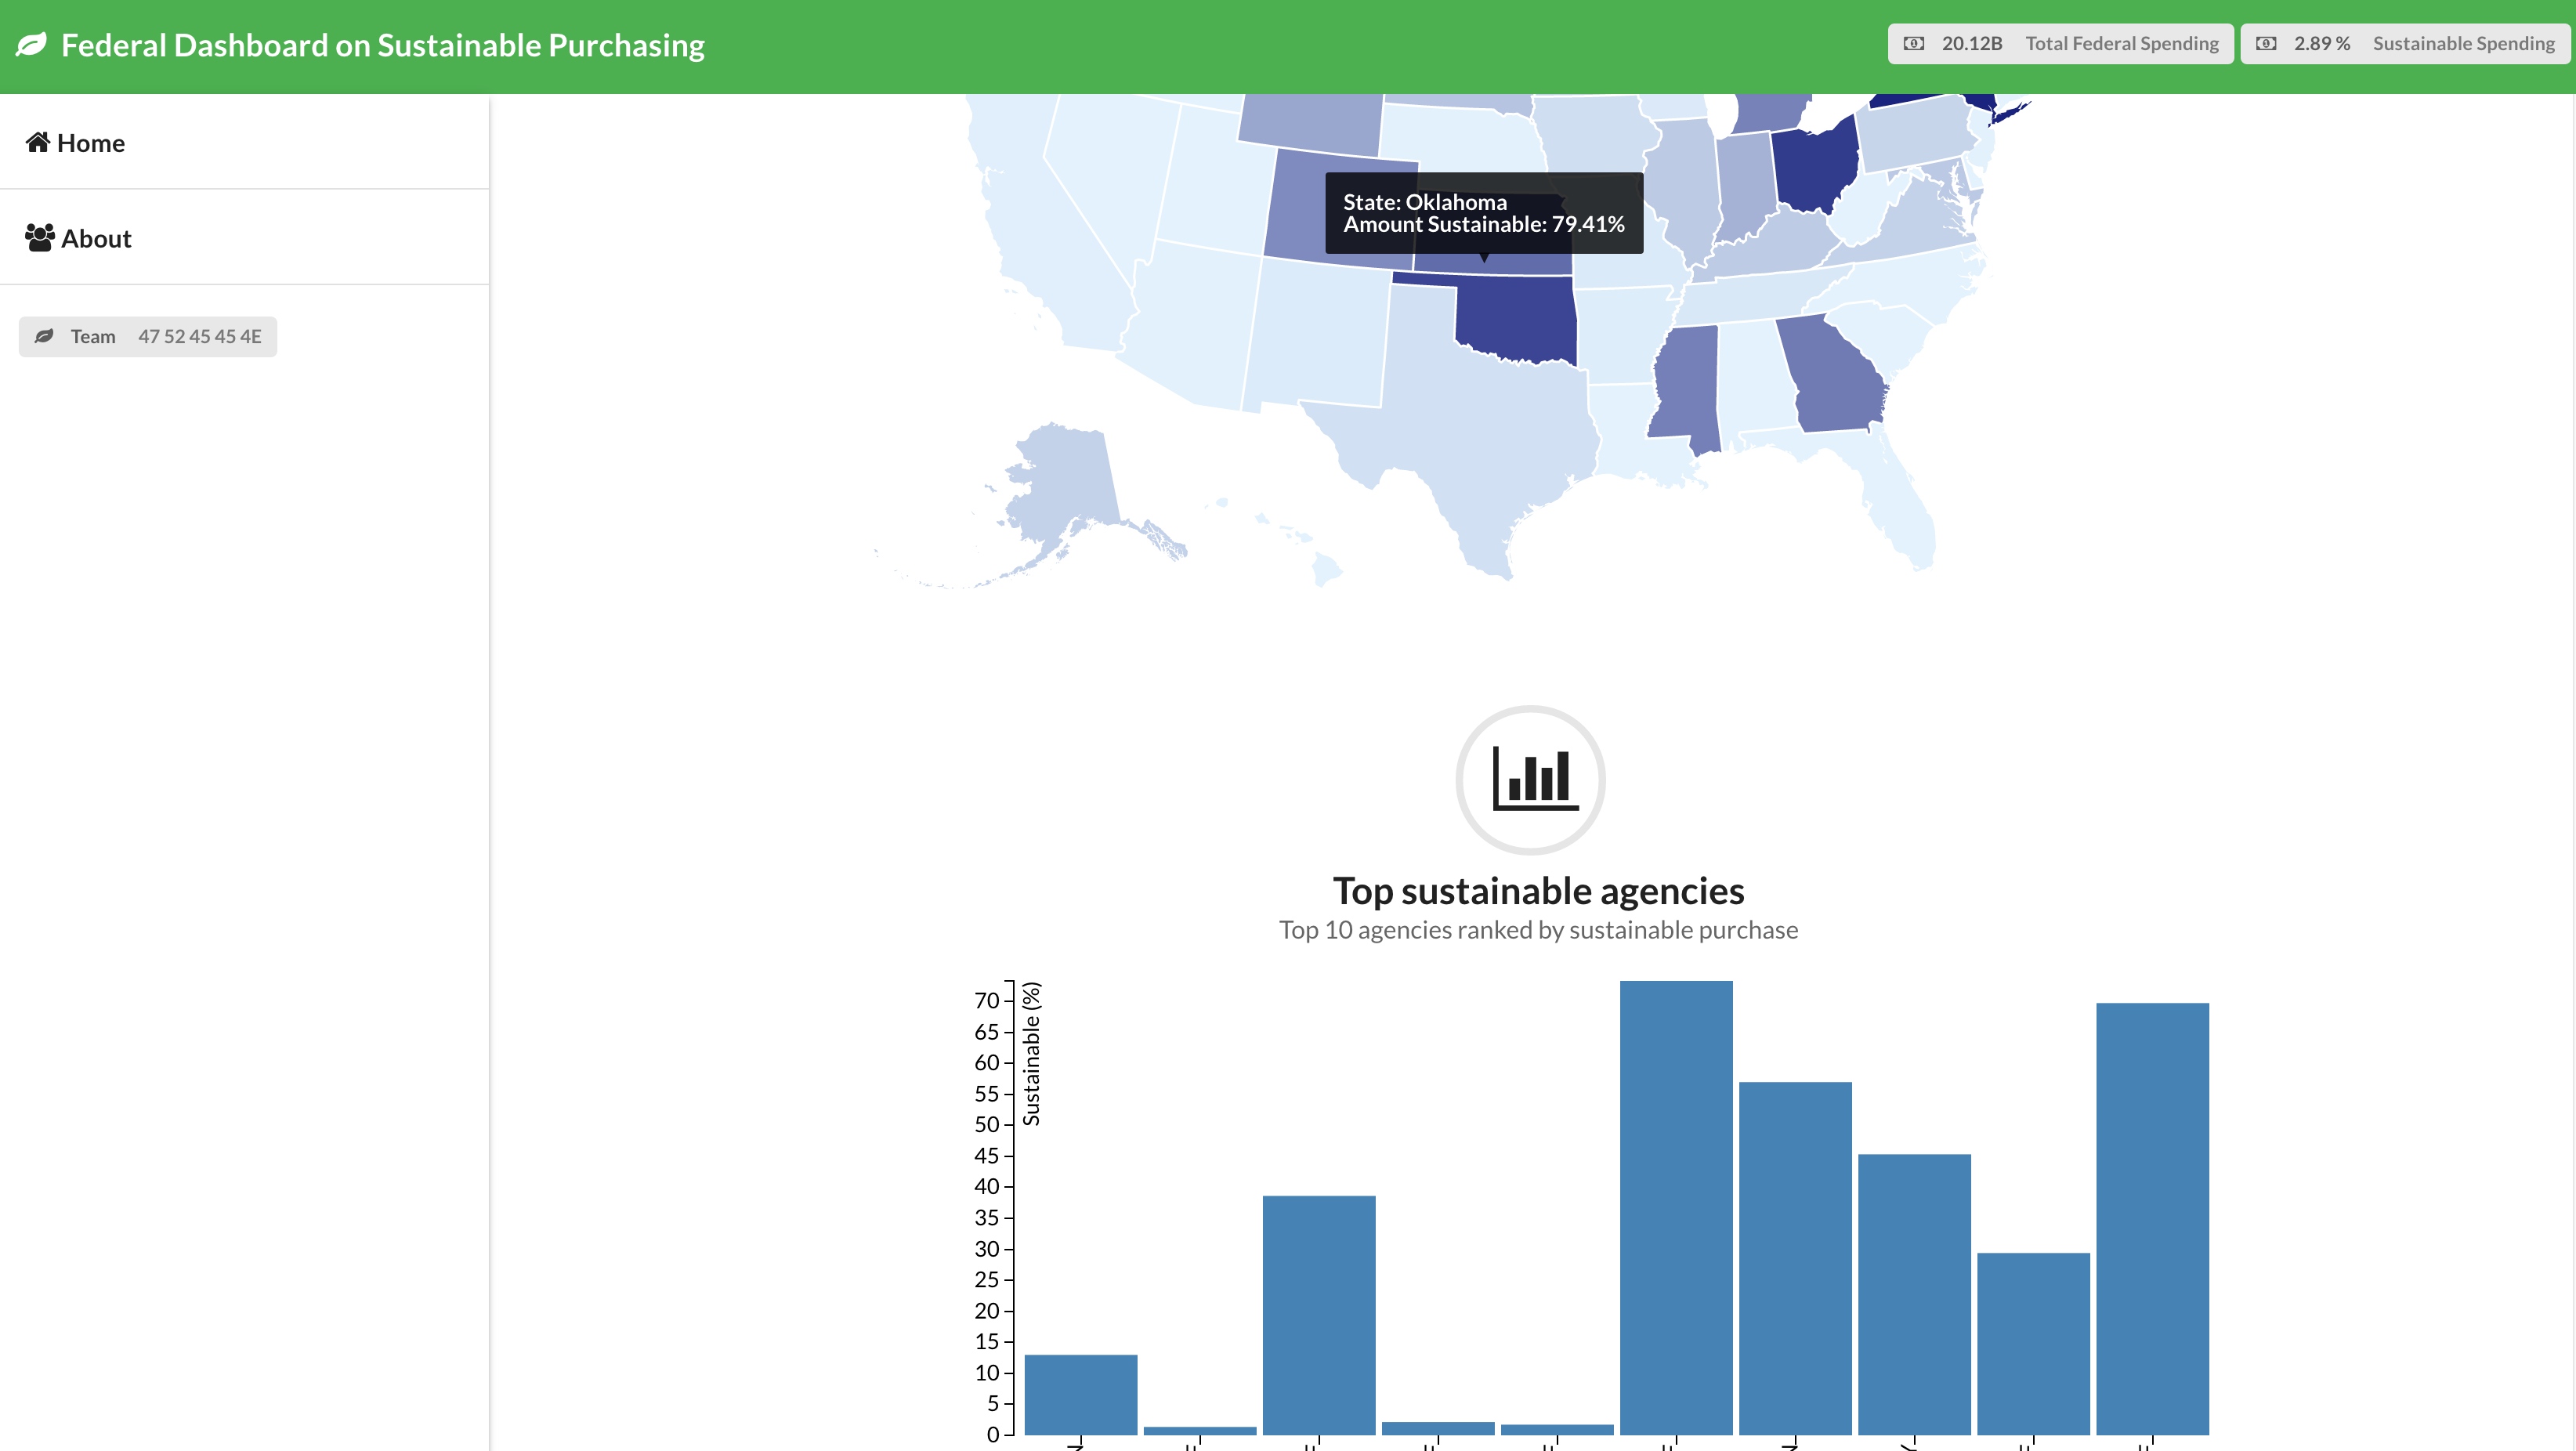 Federal Dashboard on Sustainable Purchasing
20.12B Total Federal Spending
2.89 % Sustainable Spending
Home
About
Team 47 52 45 45 4E
State: Oklahoma
Amount Sustainable: 79.41%
Top sustainable agencies
Top 10 agencies ranked by sustainable purchase
Sustainable (%)
70
65
60
55
50
45
40
35
30
25
20
15
10
5
0